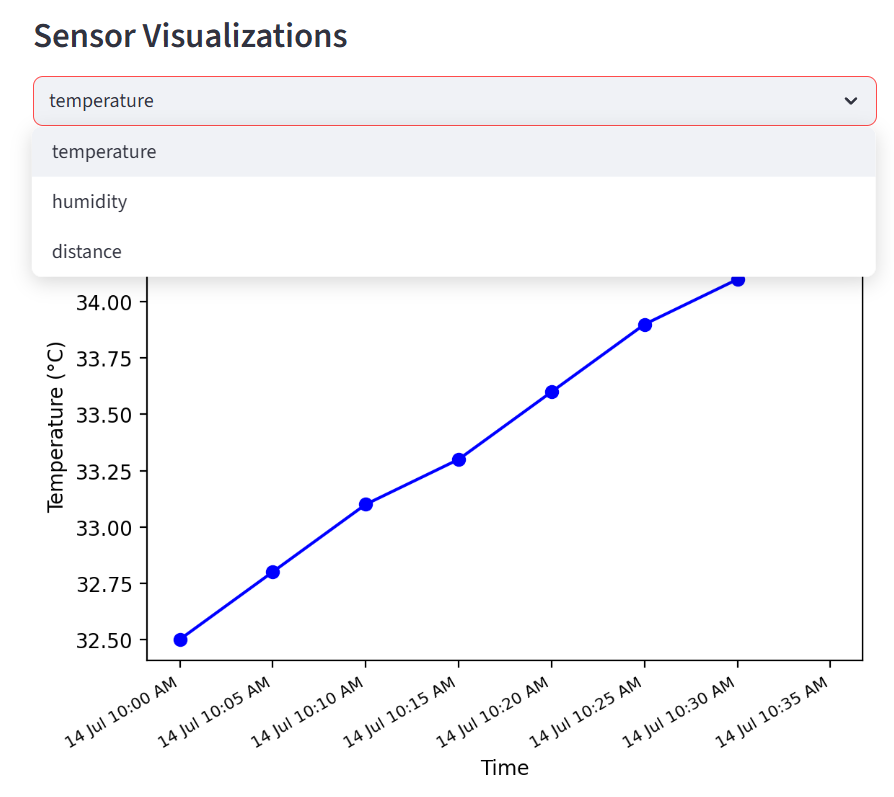 Sensor Visualizations
temperature
temperature
humidity
distance
34.00
33.75
33.50
33.25
33.00
32.75
32.50
Temperature (°C)
14 Jul 10:00 AM
14 Jul 10:05 AM
14 Jul 10:10 AM
14 Jul 10:15 AM
14 Jul 10:20 AM
14 Jul 10:25 AM
14 Jul 10:30 AM
14 Jul 10:35 AM
Time